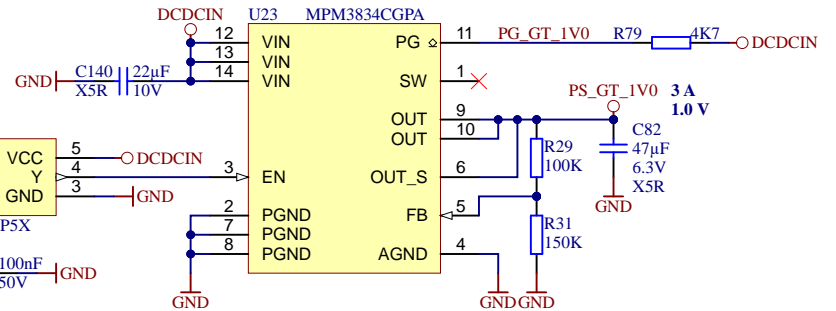 DCDCIN
U23 MPM3834CGPA
12 VIN PG 11 PG_GT_1V0 R79 4K7 DCDCIN
13 VIN
GND C140 22µF 14 VIN SW 1
X5R 10V
PS_GT_1V0 3 A
1.0 V
OUT 9
OUT 10
C82
47µF
6.3V
X5R
GND
R29
100K
VCC 5 DCDCIN
Y 4 3 EN OUT_S 6
GND 3 GND
P5X
2 PGND FB 5
7 PGND
8 PGND AGND 4
R31
150K
100nF GND
50V
GND GND GND